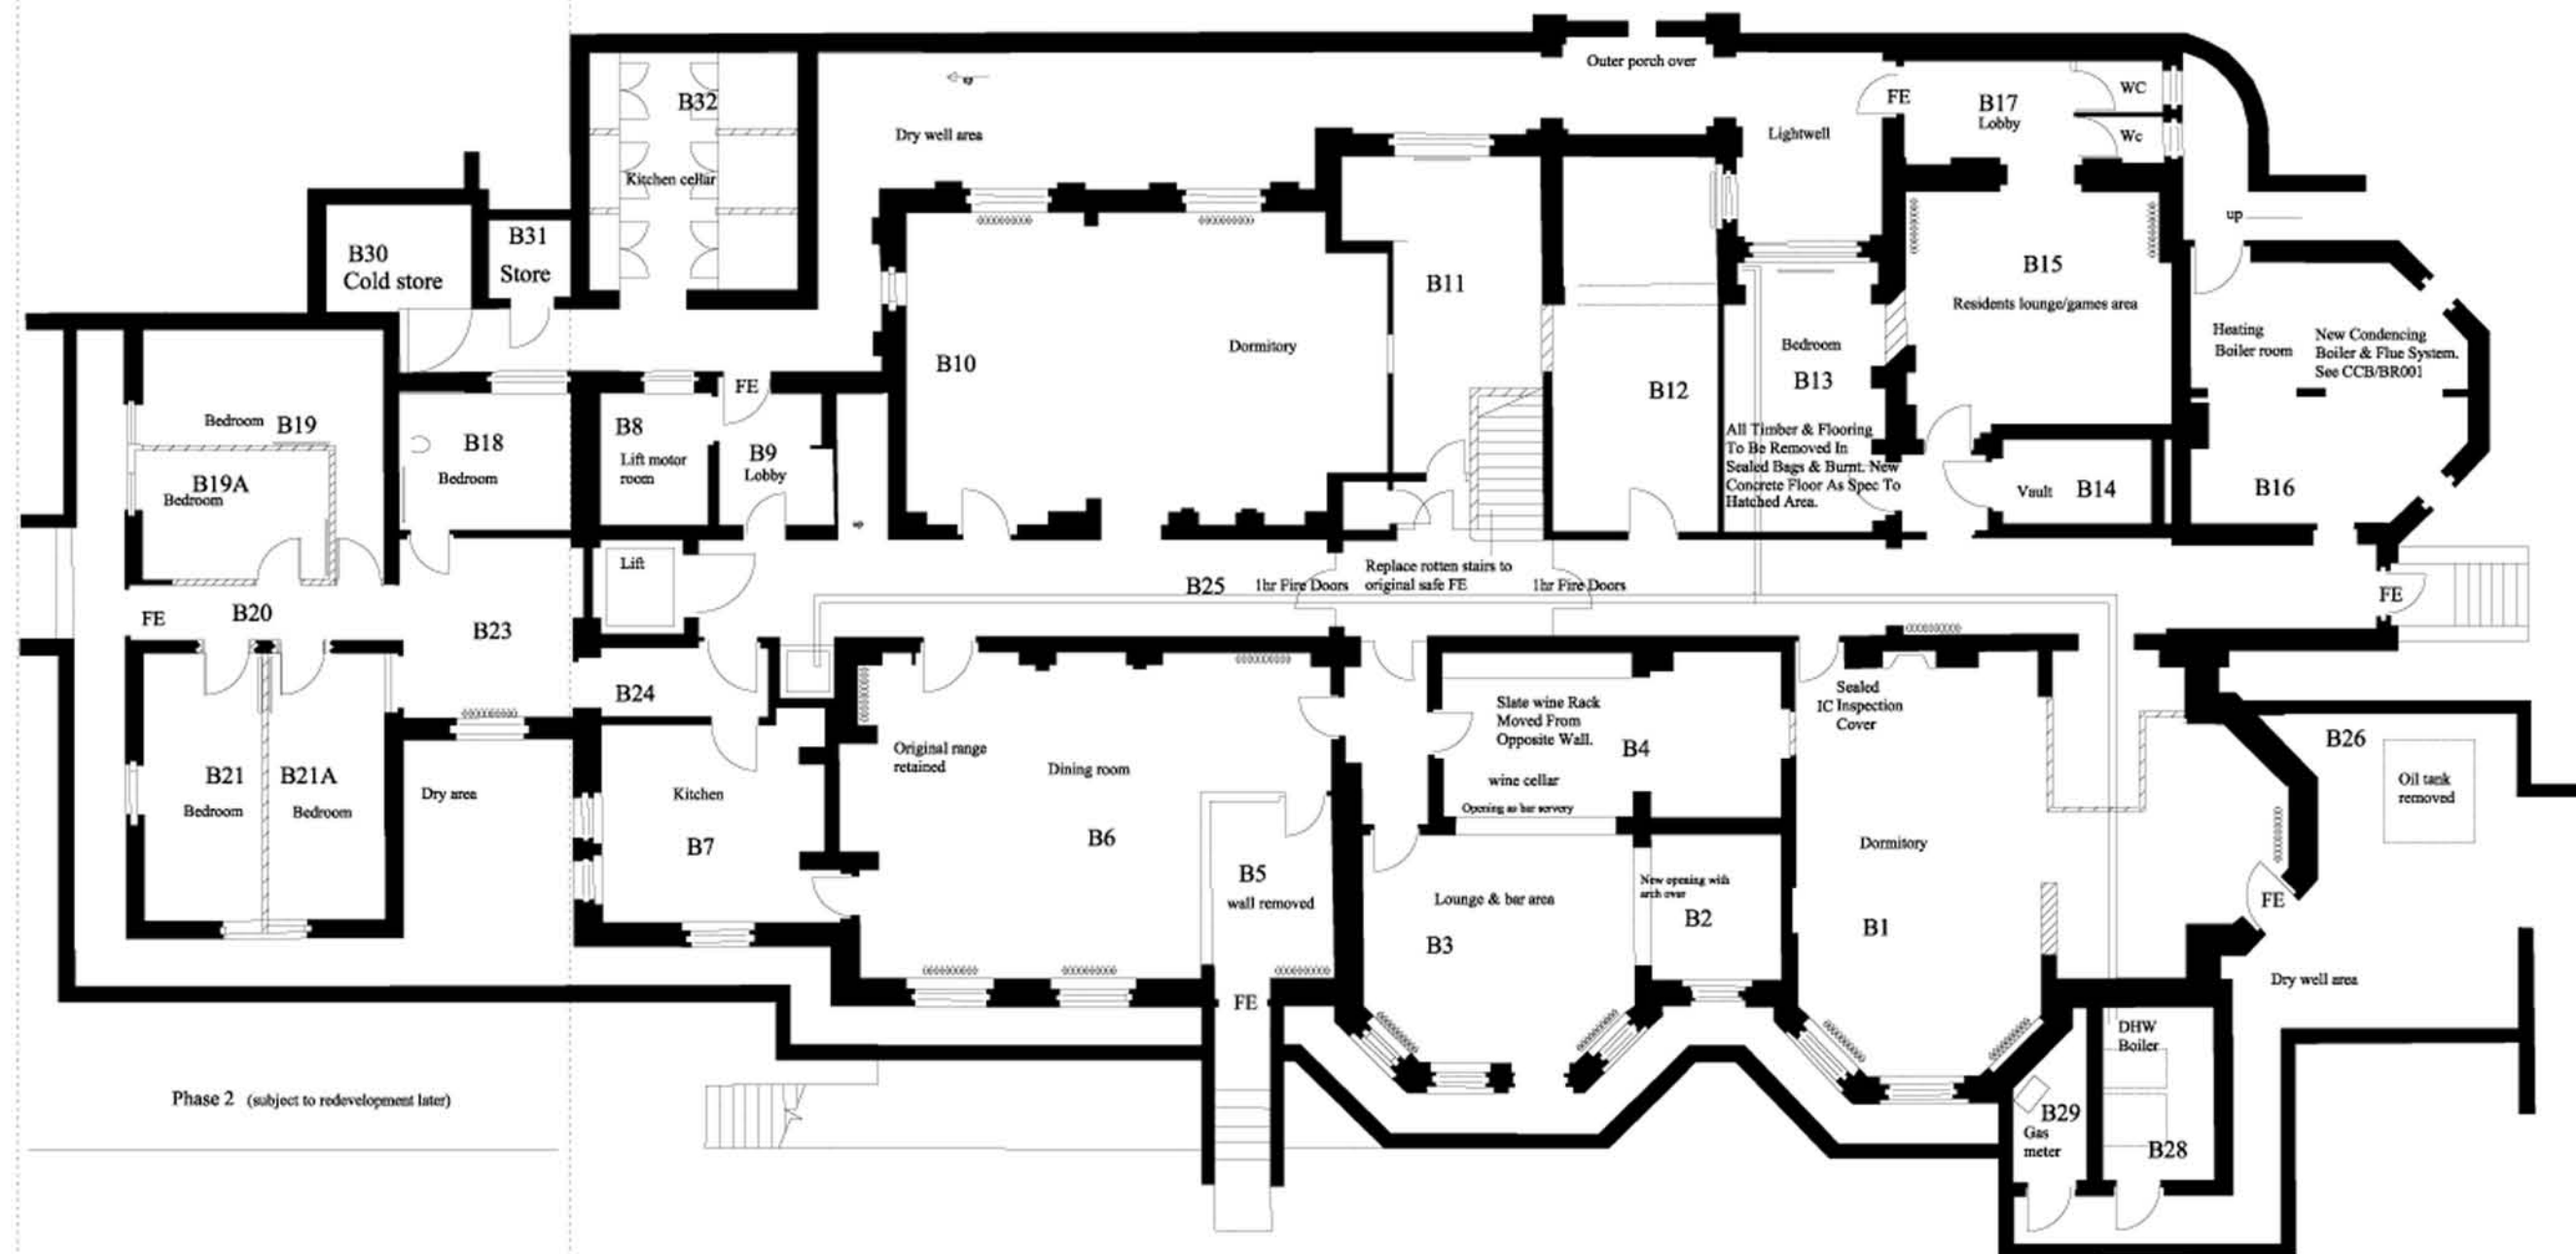 Outer porch over
up
B32
FE
B17
Lobby
WC
Wc
Dry well area
Lightwell
Kitchen cellar
up
B31
Store
B30
Cold store
B11
B15
Residents lounge/games area
Heating
Boiler room
New Condencing
Boiler & Flue System.
See CCB/BR001
B10
Dormitory
Bedroom
B13
B12
FE
Bedroom B19
B8
Lift motor
room
B9
Lobby
B18
Bedroom
All Timber & Flooring
To Be Removed In
Sealed Bags & Burnt. New
Concrete Floor As Spec To
Hatched Area.
B19A
Bedroom
Vault B14
B16
up
Lift
Replace rotten stairs to
original safe FE
B25
1hr Fire Doors
1hr Fire Doors
FE
FE
B20
B23
B24
Sealed
IC Inspection
Cover
Slate wine Rack
Moved From
Opposite Wall.
B4
wine cellar
Opening as bar servery
Original range
retained
Dining room
B26
Oil tank
removed
B21
Bedroom
B21A
Bedroom
Dry area
Kitchen
B7
B6
Dormitory
B5
wall removed
New opening with
arch over
B2
Lounge & bar area
B3
B1
FE
Dry well area
FE
DHW
Boiler
Phase 2 (subject to redevelopment later)
B29
Gas
meter
B28